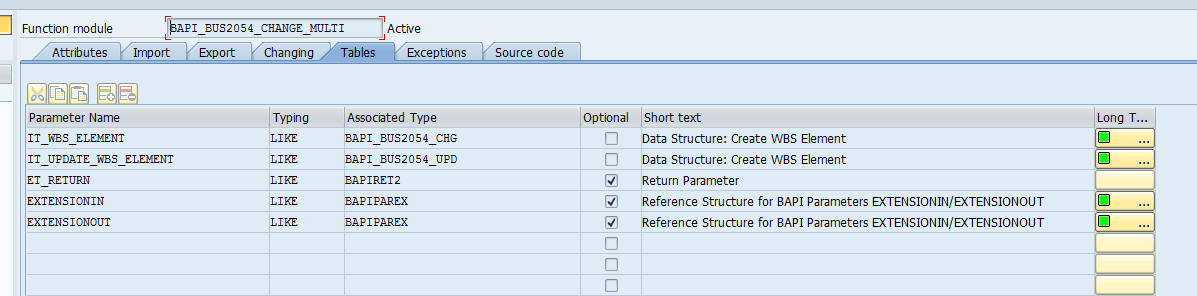 Function module BAPI_BUS2054_CHANGE_MULTI Active
Attributes Import Export Changing Tables Exceptions Source code
Parameter Name Typing Associated Type Optional Short text Long T...
IT_WBS_ELEMENT LIKE BAPI_BUS2054_CHG Data Structure: Create WBS Element ...
IT_UPDATE_WBS_ELEMENT LIKE BAPI_BUS2054_UPD Data Structure: Create WBS Element ...
ET_RETURN LIKE BAPIRET2 Return Parameter
EXTENSIONIN LIKE BAPIPAREX Reference Structure for BAPI Parameters EXTENSIONIN/EXTENSIONOUT ...
EXTENSIONOUT LIKE BAPIPAREX Reference Structure for BAPI Parameters EXTENSIONIN/EXTENSIONOUT ...